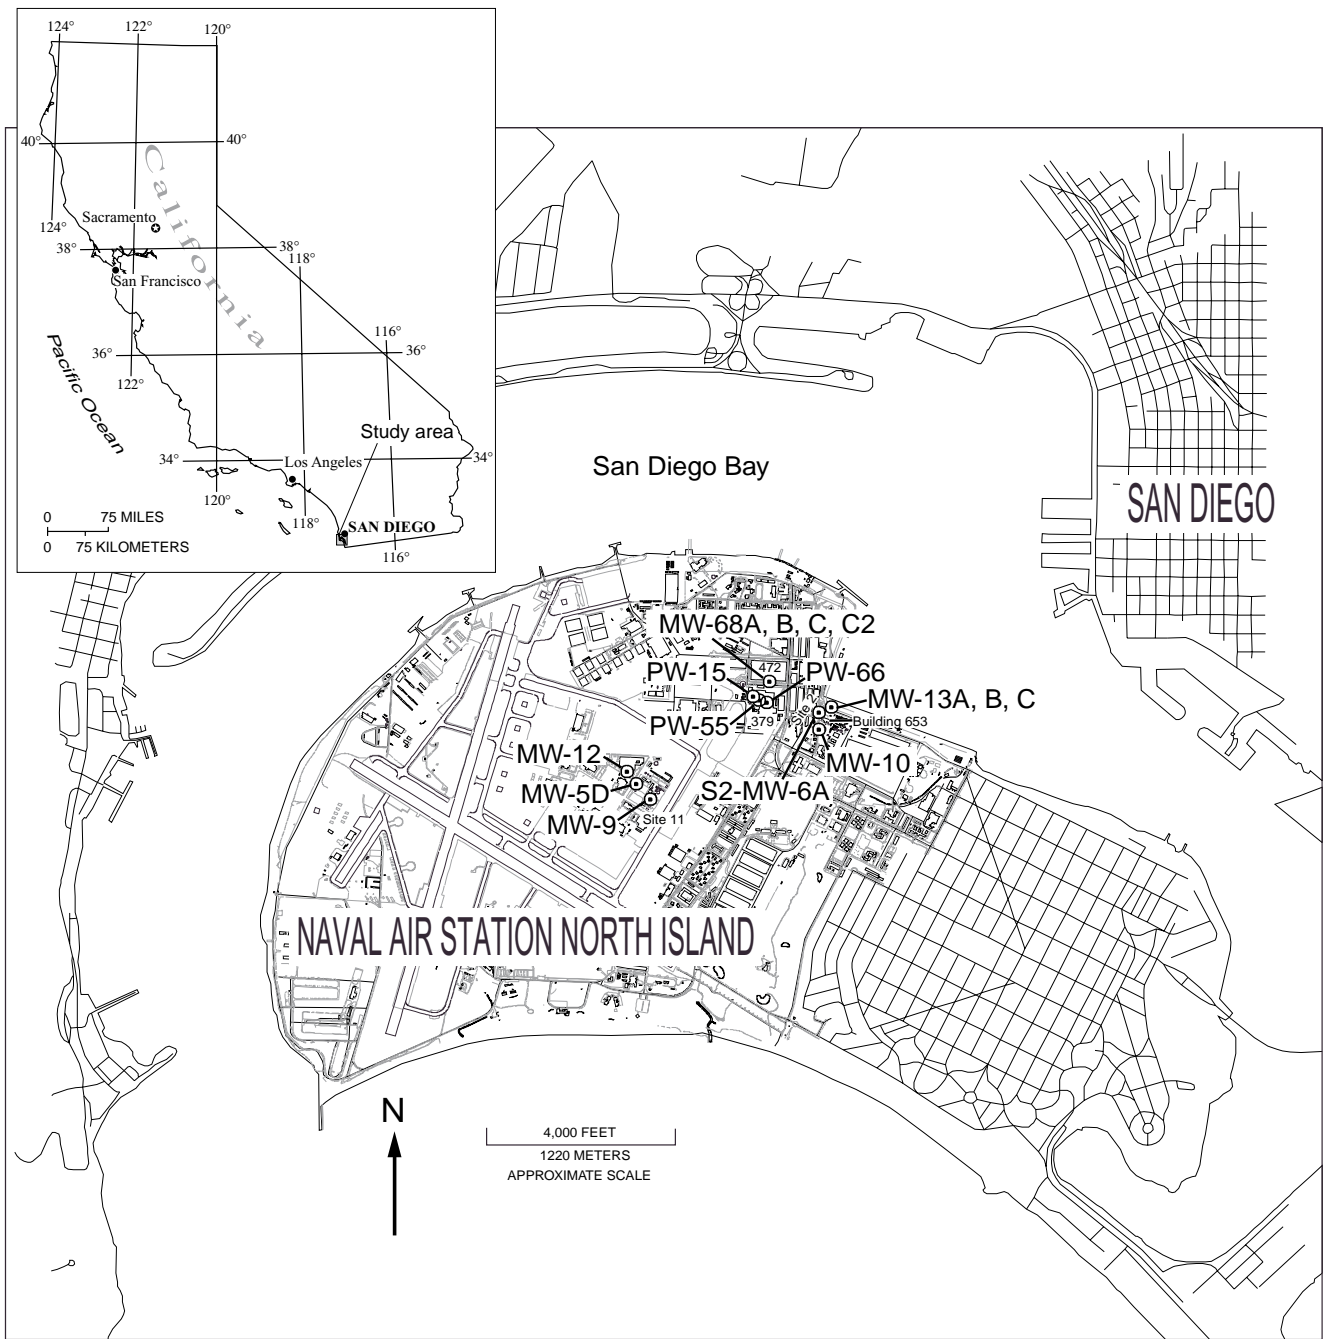 124°
122°
120°
40°
40°
California
Sacramento
124°
38°
38°
118°
San Francisco
116°
36°
36°
122°
Pacific Ocean
Study area
34°
Los Angeles
34°
120°
0 75 MILES
118°
SAN DIEGO
0 75 KILOMETERS
116°
San Diego Bay
SAN DIEGO
MW-68A, B, C, C2
472
PW-15
PW-66
MW-13A, B, C
PW-55
379
Site 2
Building 653
MW-12
MW-10
MW-5D
S2-MW-6A
MW-9
Site 11
NAVAL AIR STATION NORTH ISLAND
N
4,000 FEET
1220 METERS
APPROXIMATE SCALE